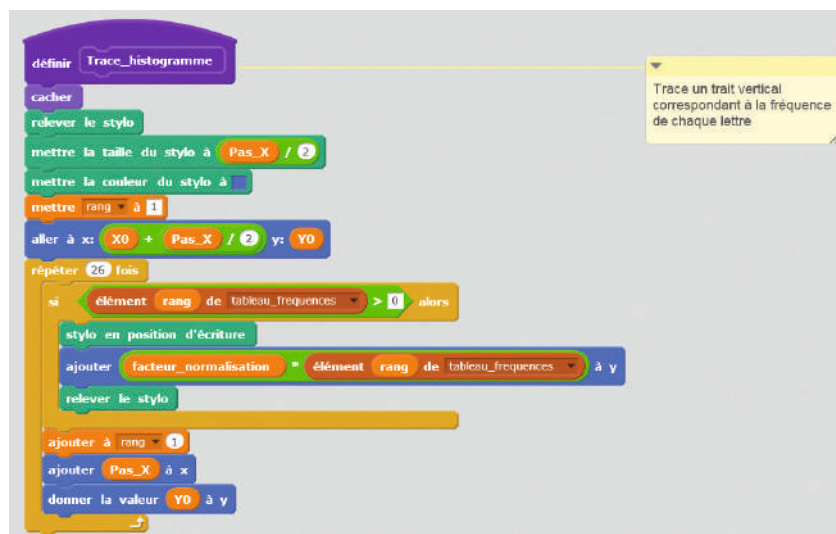 définir Trace_histogramme
cacher
relever le stylo
mettre la taille du stylo à Pas_X / 2
mettre la couleur du stylo à
mettre rang à 1
aller à x: X0 + Pas_X / 2 y: Y0
répéter 26 fois
si élément rang de tableau_frequences > 0 alors
stylo en position d'écriture
ajouter facteur_normalisation * élément rang de tableau_frequences à y
relever le stylo
ajouter à rang 1
ajouter Pas_X à x
donner la valeur Y0 à y
Trace un trait vertical
correspondant à la fréquence
de chaque lettre